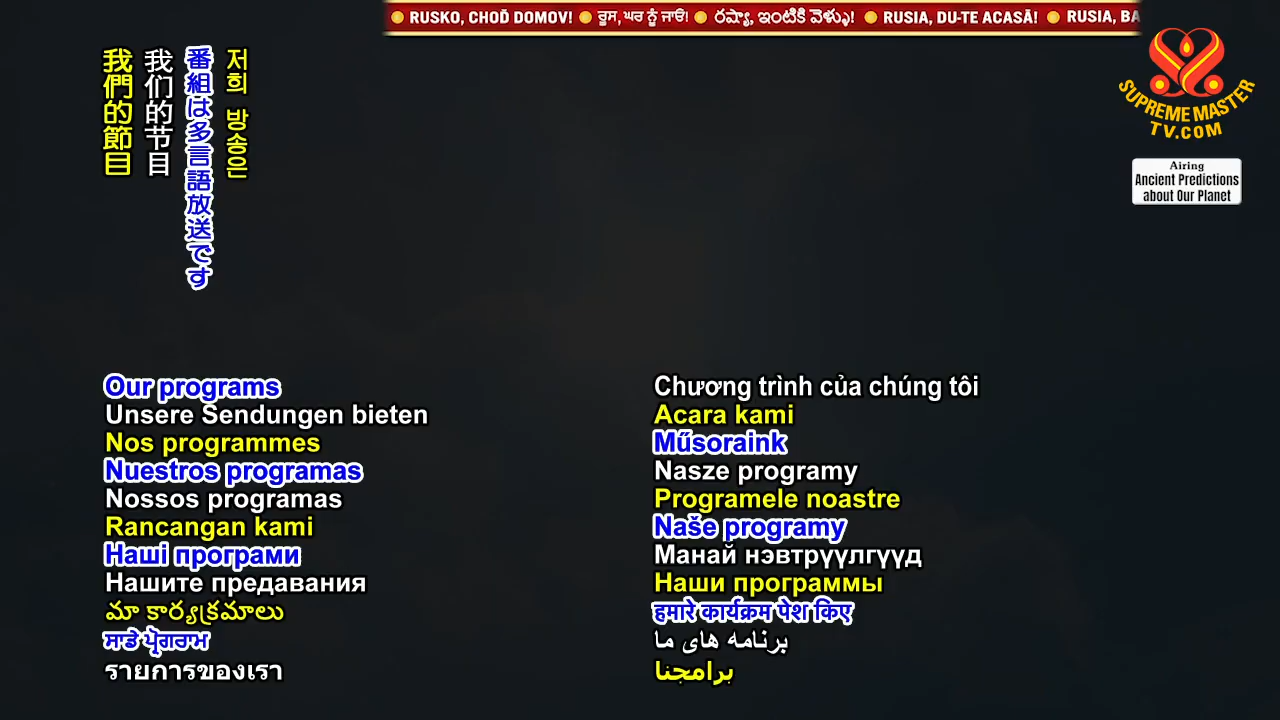 RUSKO, CHOĎ DOMOV! ਰੂਸ, ਘਰ ਨੂੰ ਜਾਓ! రష్యా, ఇంటికి వెళ్ళు! RUSIA, DU-TE ACASĂ! RUSIA, BA
SUPREME MASTER
TV.COM
Airing
Ancient Predictions
about Our Planet
저희 방송은
番組は多言語放送です
我们的节目
我們的節目
Our programs
Unsere Sendungen bieten
Nos programmes
Nuestros programas
Nossos programas
Rancangan kami
Наші програми
Нашите предавания
మా కార్యక్రమాలు
ਸਾਡੇ ਪ੍ਰੋਗਰਾਮ
รายการของเรา
Chương trình của chúng tôi
Acara kami
Műsoraink
Nasze programy
Programele noastre
Naše programy
Манай нэвтрүүлгүүд
Наши программы
हमारे कार्यक्रम पेश किए
برنامه های ما
برامجنا